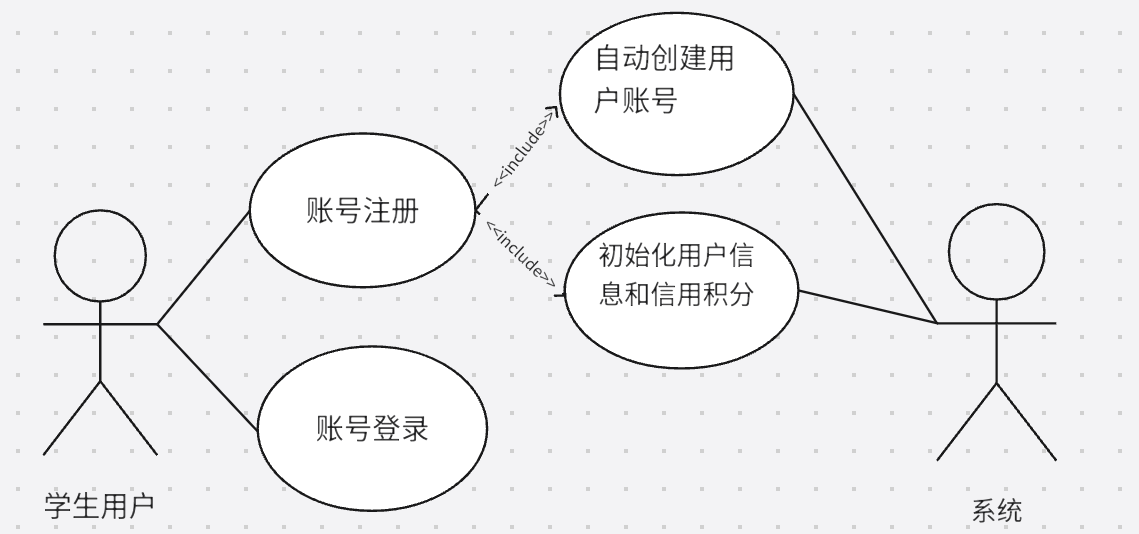 自动创建用
户账号
<<include>>
账号注册
<<include>>
初始化用户信
息和信用积分
账号登录
学生用户
系统